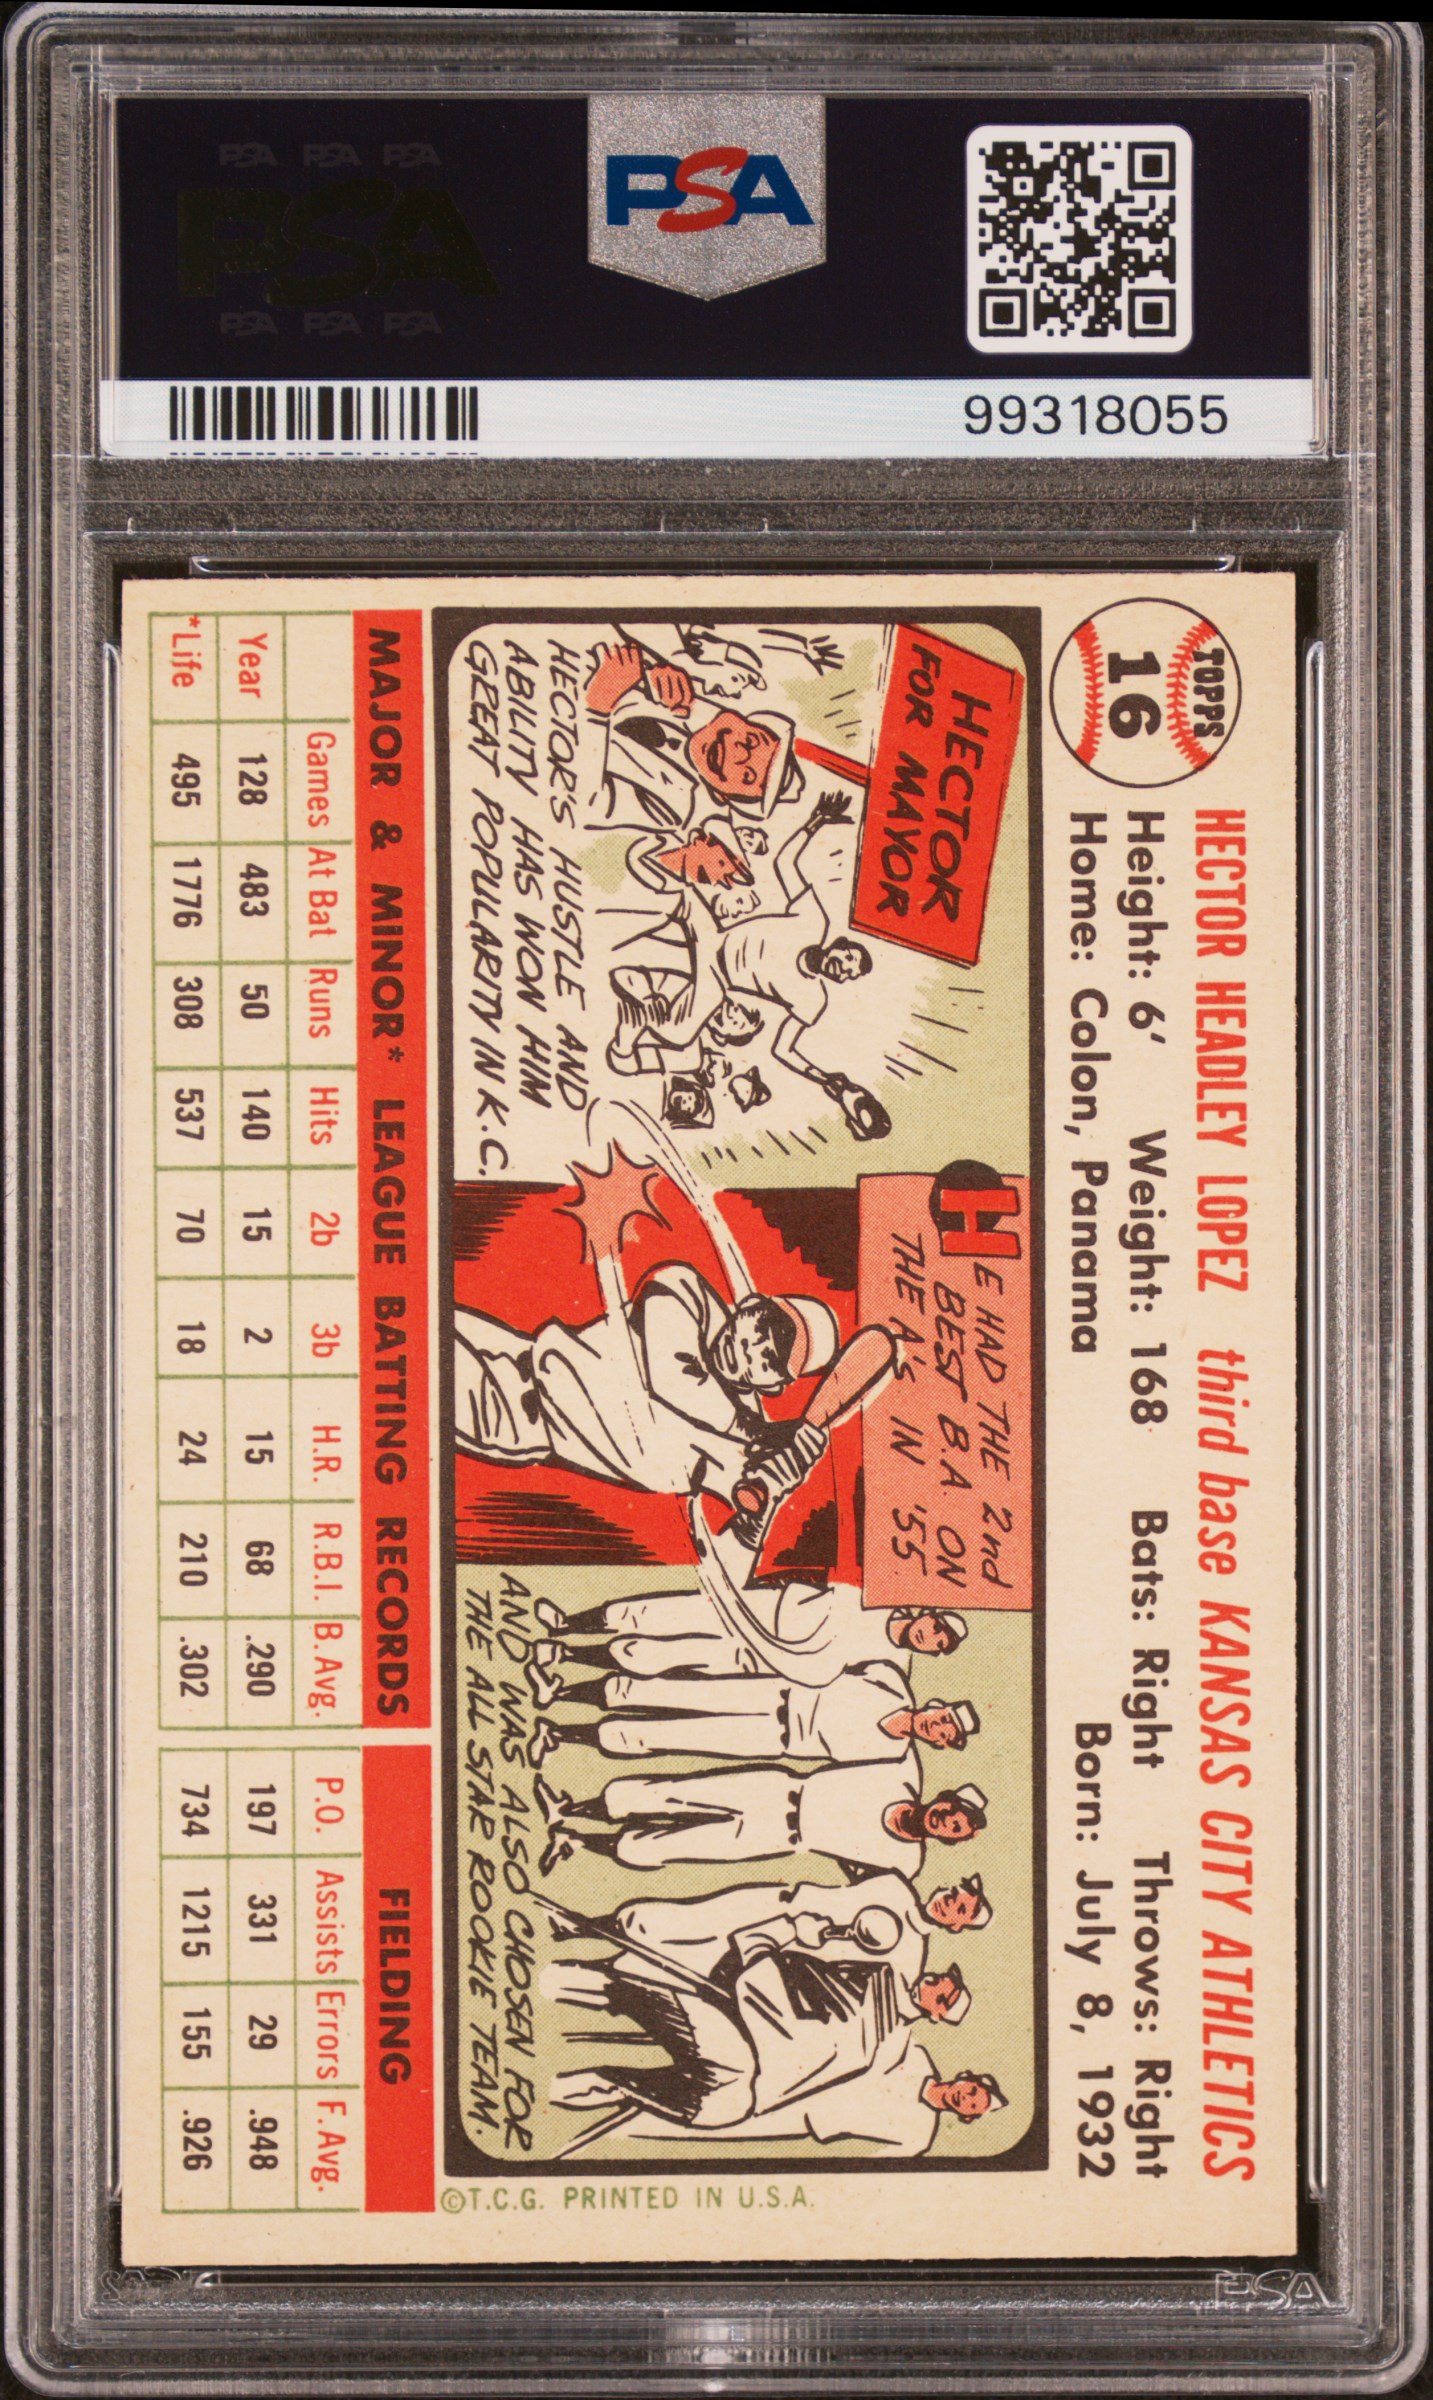 PSA PSA PSA
PSA
PSA PSA PSA
PSA
99318055
TOPPS
16
HECTOR HEADLEY LOPEZ third base KANSAS CITY ATHLETICS
Height: 6' Weight: 168 Bats: Right Throws: Right
Home: Colon, Panama Born: July 8, 1932
HECTOR
FOR MAYOR
HECTOR'S HUSTLE AND
ABILITY HAS WON HIM
GREAT POPULARITY IN K.C.
HE HAD THE 2nd
BEST B.A. ON
THE A's IN '55.
AND WAS ALSO CHOSEN FOR
THE ALL STAR ROOKIE TEAM.
©T.C.G. PRINTED IN U.S.A.
MAJOR & MINOR* LEAGUE BATTING RECORDS FIELDING
Games At Bat Runs Hits 2b 3b H.R. R.B.I. B.Avg. P.O. Assists Errors F.Avg.
Year 128 483 50 140 15 2 15 68 .290 197 331 29 .948
*Life 495 1776 308 537 70 18 24 210 .302 734 1215 155 .926
PSA